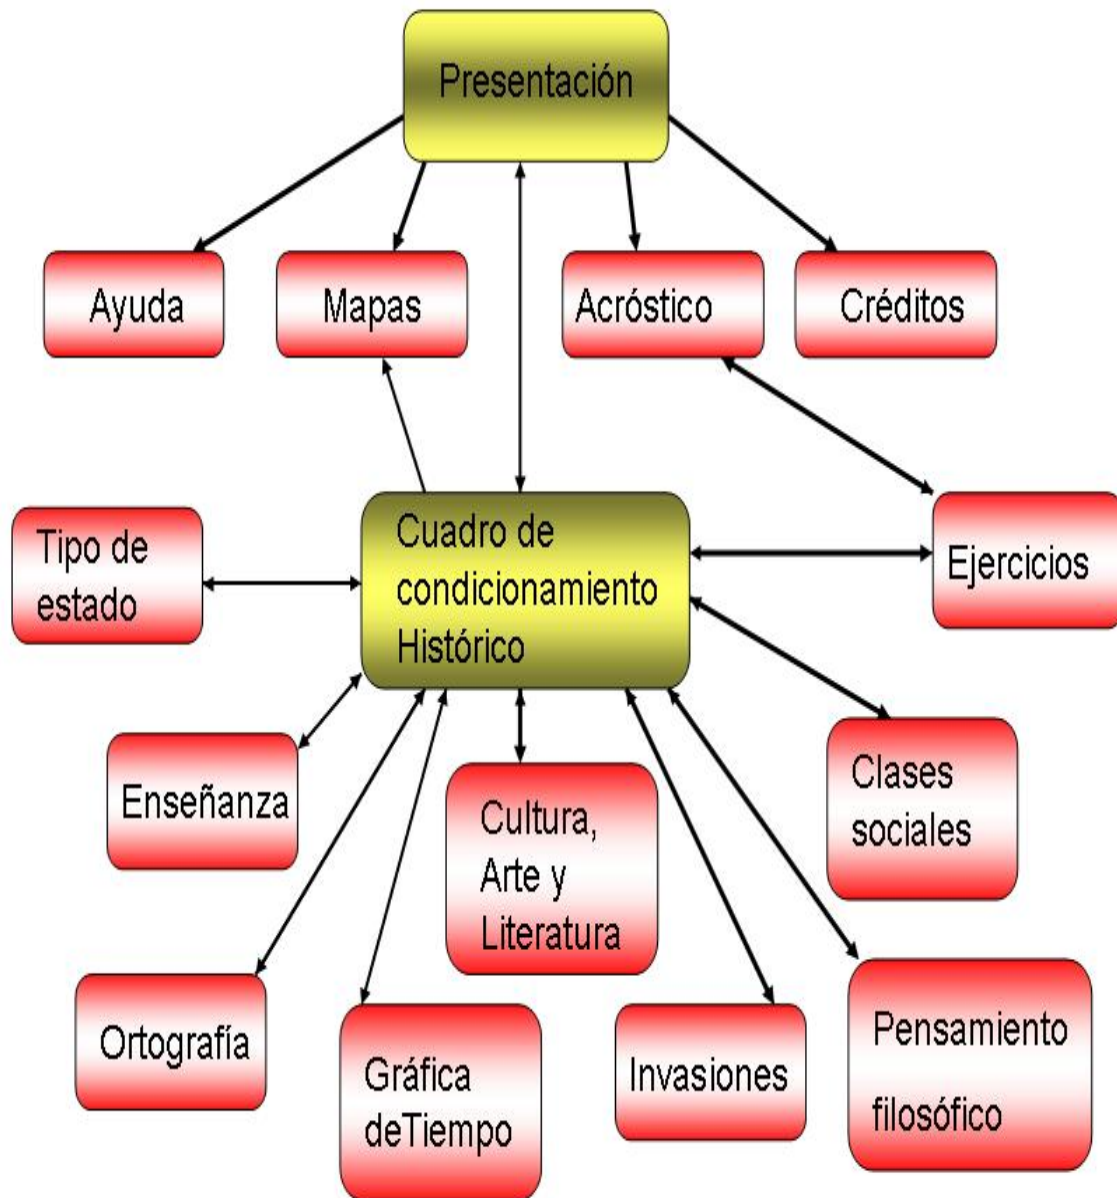 Presentación
Ayuda
Mapas
Acróstico
Créditos
Tipo de
estado
Cuadro de
condicionamiento
Histórico
Ejercicios
Enseñanza
Cultura,
Arte y
Literatura
Clases
sociales
Ortografía
Gráfica
deTiempo
Invasiones
Pensamiento
filosófico